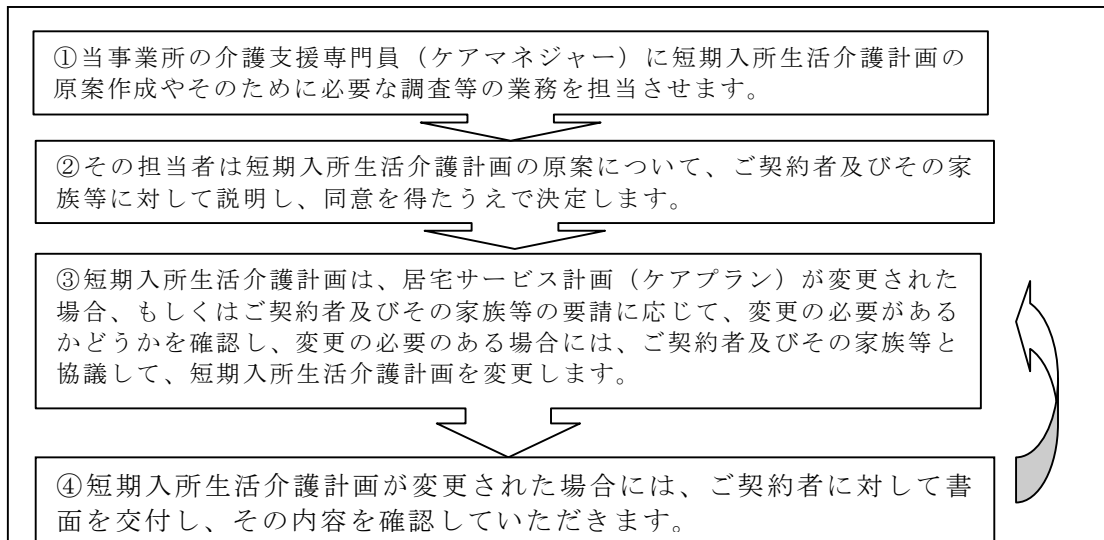 ①当事業所の介護支援専門員（ケアマネジャー）に短期入所生活介護計画の
原案作成やそのために必要な調査等の業務を担当させます。
②その担当者は短期入所生活介護計画の原案について、ご契約者及びその家
族等に対して説明し、同意を得たうえで決定します。
③短期入所生活介護計画は、居宅サービス計画（ケアプラン）が変更された
場合、もしくはご契約者及びその家族等の要請に応じて、変更の必要がある
かどうかを確認し、変更の必要のある場合には、ご契約者及びその家族等と
協議して、短期入所生活介護計画を変更します。
④短期入所生活介護計画が変更された場合には、ご契約者に対して書
面を交付し、その内容を確認していただきます。